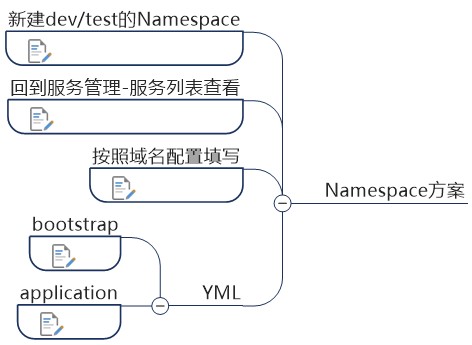 新建dev/test的Namespace
回到服务管理-服务列表查看
按照域名配置填写
Namespace方案
bootstrap
application
YML